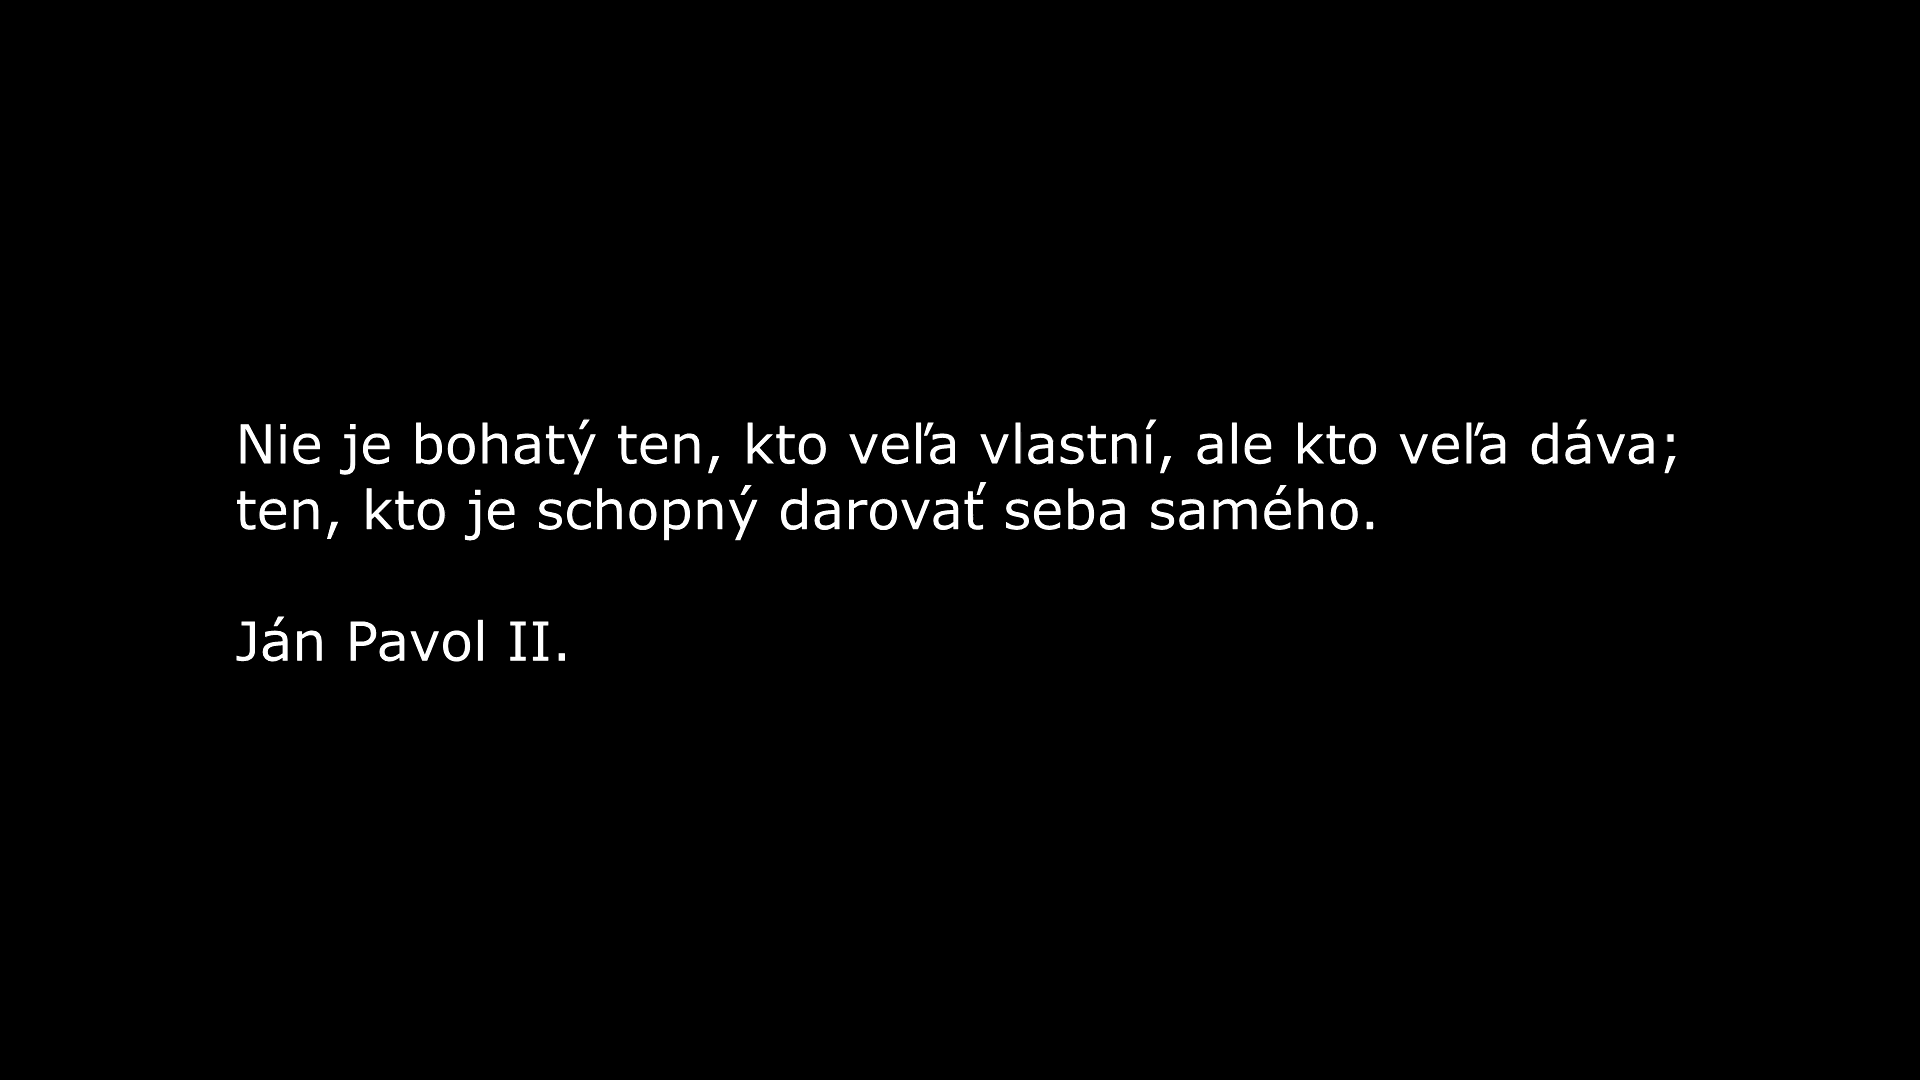 Nie je bohatý ten, kto veľa vlastní, ale kto veľa dáva;
ten, kto je schopný darovať seba samého.
Ján Pavol II.